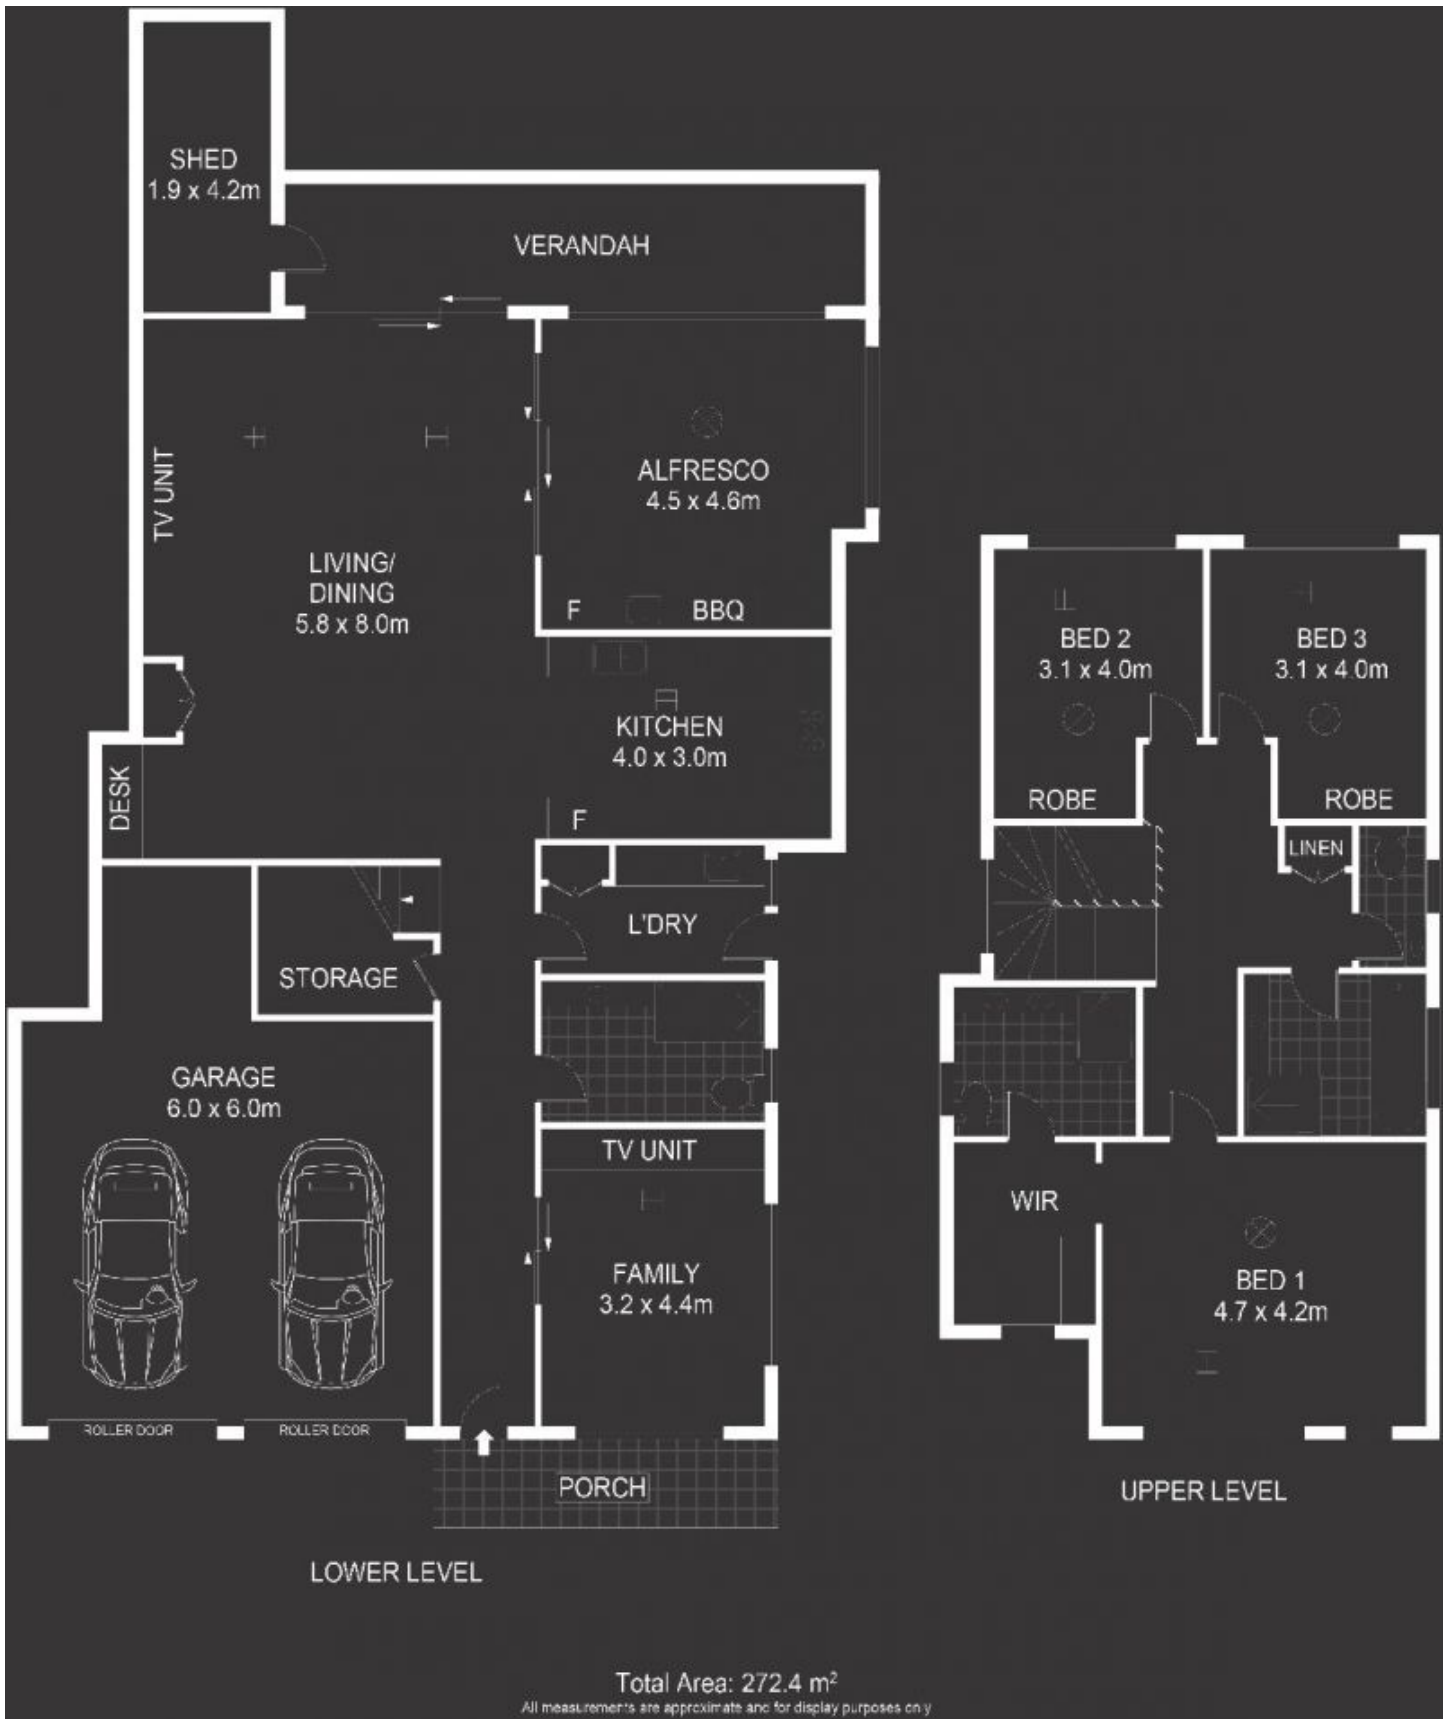 SHED
1.9 x 4.2m
VERANDAH
TV UNIT
ALFRESCO
4.5 x 4.6m
LIVING/
DINING
5.8 x 8.0m
F
BBQ
KITCHEN
4.0 x 3.0m
DESK
F
L'DRY
STORAGE
GARAGE
6.0 x 6.0m
TV UNIT
FAMILY
3.2 x 4.4m
ROLLER DOOR
ROLLER DOOR
PORCH
LOWER LEVEL
BED 2
3.1 x 4.0m
BED 3
3.1 x 4.0m
ROBE
ROBE
LINEN
WIR
BED 1
4.7 x 4.2m
UPPER LEVEL
Total Area: 272.4 m²
All measurements are approximate and for display purposes only